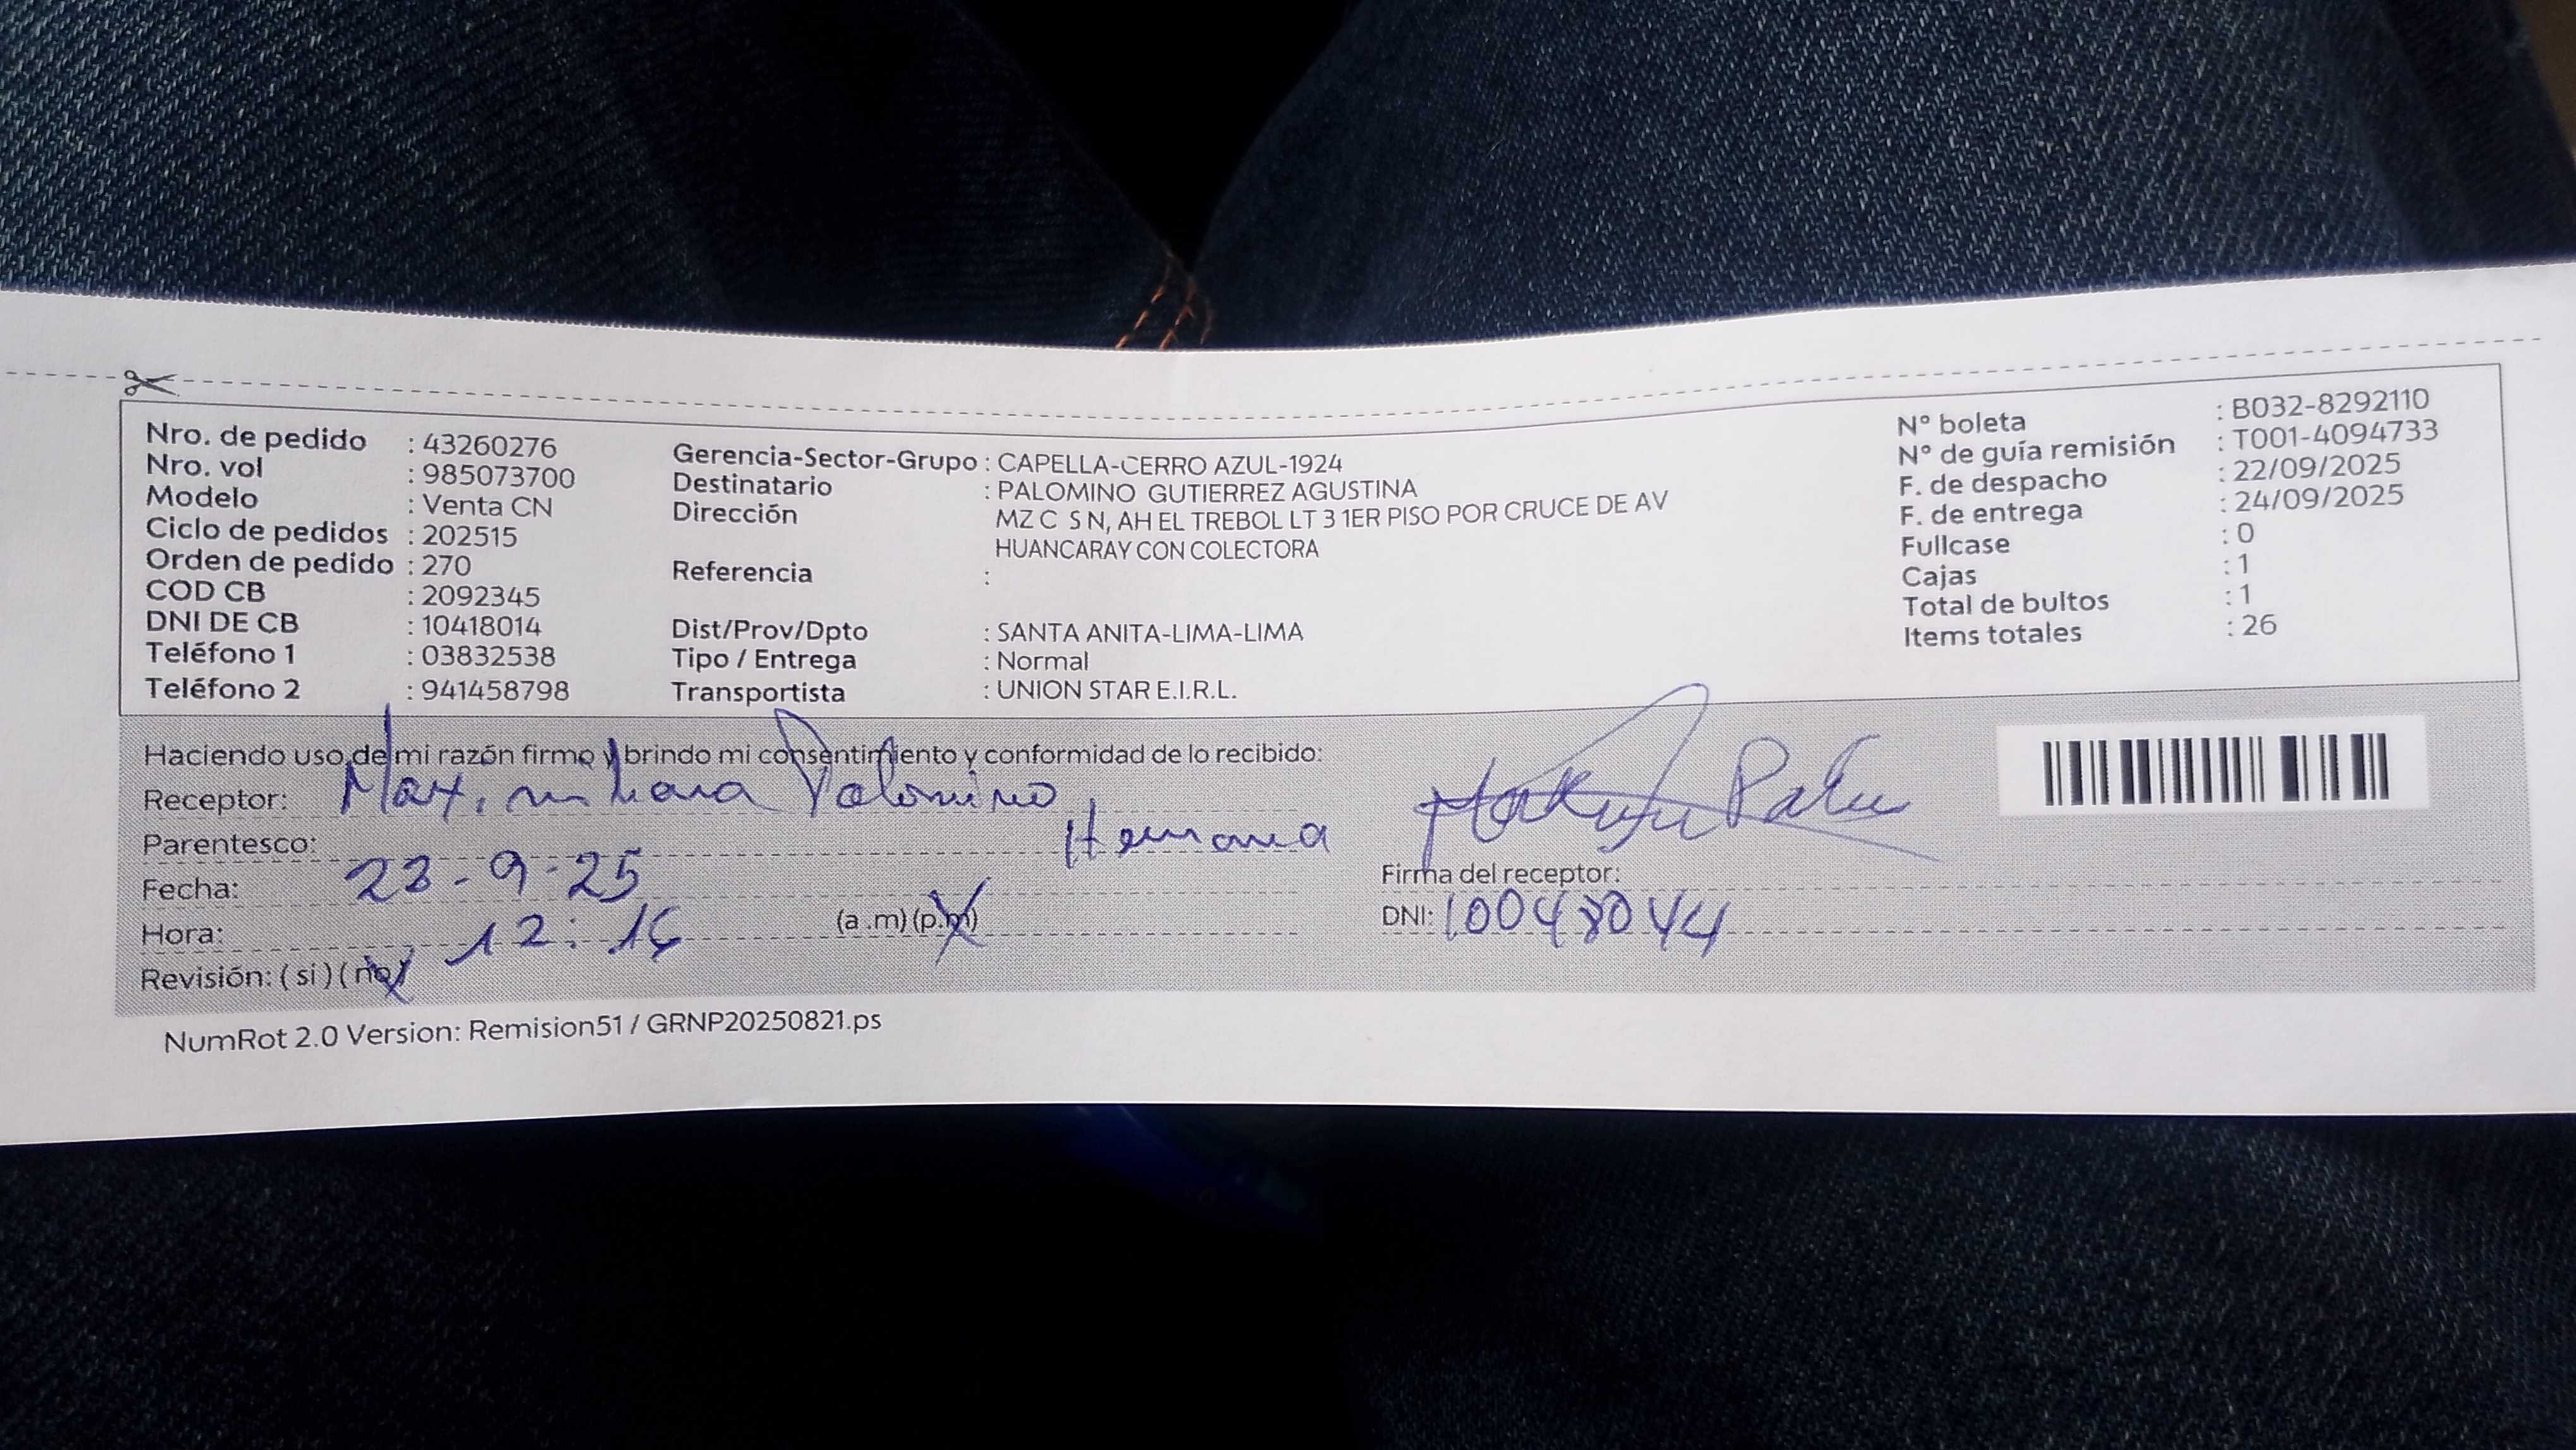 Nro. de pedido : 43260276
Nro. vol : 985073700
Modelo : Venta CN
Ciclo de pedidos : 202515
Orden de pedido : 270
COD CB : 2092345
DNI DE CB : 10418014
Teléfono 1 : 03832538
Teléfono 2 : 941458798
Gerencia-Sector-Grupo : CAPELLA-CERRO AZUL-1924
Destinatario : PALOMINO GUTIERREZ AGUSTINA
Dirección MZ C S N, AH EL TREBOL LT 3 1ER PISO POR CRUCE DE AV
HUANCARAY CON COLECTORA
Referencia :
Dist/Prov/Dpto : SANTA ANITA-LIMA-LIMA
Tipo / Entrega : Normal
Transportista : UNION STAR E.I.R.L.
N° boleta : B032-8292110
N° de guía remisión : T001-4094733
F. de despacho : 22/09/2025
F. de entrega : 24/09/2025
Fullcase : 0
Cajas : 1
Total de bultos : 1
Items totales : 26
Haciendo uso de mi razón firmo y brindo mi consentimiento y conformidad de lo recibido:
Receptor: Maximiliana Palomino
Parentesco: Hermana
Fecha: 23-9-25
Hora: 12:16 (a.m) (p.m)
Revisión: (si) (no)
Firma del receptor:
DNI: 10048044
NumRot 2.0 Version: Remision51 / GRNP20250821.ps